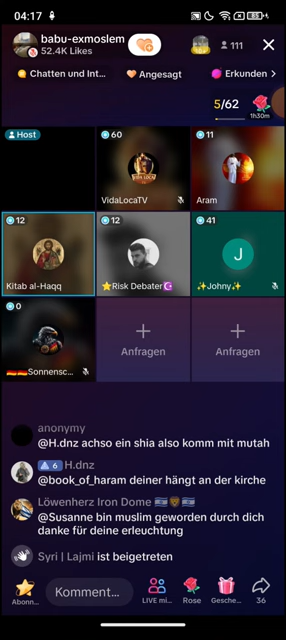 04:17
85
babu-exmoslem
52.4K Likes
111
Chatten und Int...
Angesagt
Erkunden
5/62
1h30m
Host
60
VidaLocaTV
11
Aram
12
Kitab al-Haqq
12
⭐Risk Debater☪
41
J
✨Johny✨
0
🇩🇪🇩🇪Sonnensc...
Anfragen
Anfragen
anonymy
@H.dnz achso ein shia also komm mit mutah
6 H.dnz
@book_of_haram deiner hängt an der kirche
Löwenherz Iron Dome 🇮🇱🦁🇮🇱
@Susanne bin muslim geworden durch dich
danke für deine erleuchtung
Syri | Lajmi ist beigetreten
Kommentar...
Abonn...
LIVE mi...
Rose
Gesche...
36